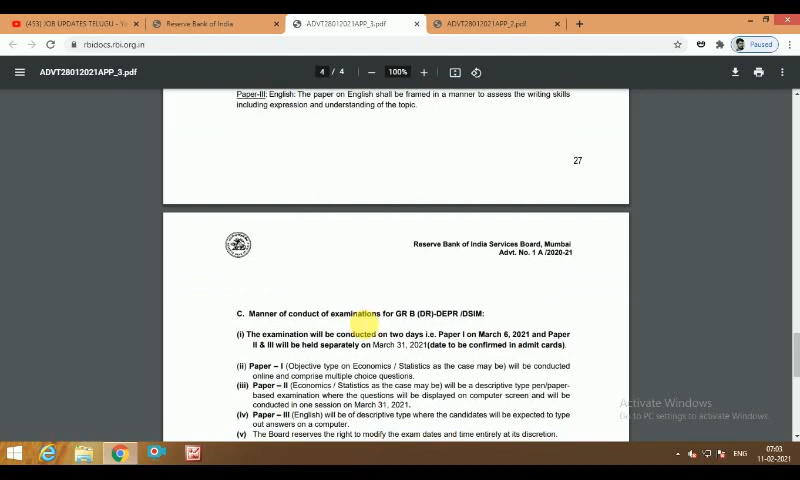 (453) JOB UPDATES TELUGU - Yo
Reserve Bank of India
ADVT28012021APP_3.pdf
ADVT28012021APP_2.pdf
rbidocs.rbi.org.in
Paused
ADVT28012021APP_3.pdf
4 / 4
100%
Paper-III: English: The paper on English shall be framed in a manner to assess the writing skills
including expression and understanding of the topic.
27
Reserve Bank of India Services Board, Mumbai
Advt. No. 1 A /2020-21
C. Manner of conduct of examinations for GR B (DR)-DEPR /DSIM:
(i) The examination will be conducted on two days i.e. Paper I on March 6, 2021 and Paper
II & III will be held separately on March 31, 2021(date to be confirmed in admit cards).
(ii) Paper – I (Objective type on Economics / Statistics as the case may be) will be conducted
online and comprise multiple choice questions.
(iii) Paper – II (Economics / Statistics as the case may be) will be a descriptive type pen/paper-
based examination where the questions will be displayed on computer screen and will be
conducted in one session on March 31, 2021.
(iv) Paper – III (English) will be of descriptive type where the candidates will be expected to type
out answers on a computer.
(v) The Board reserves the right to modify the exam dates and time entirely at its discretion.
Activate Windows
Go to PC settings to activate Windows.
ENG
07:03
11-02-2021